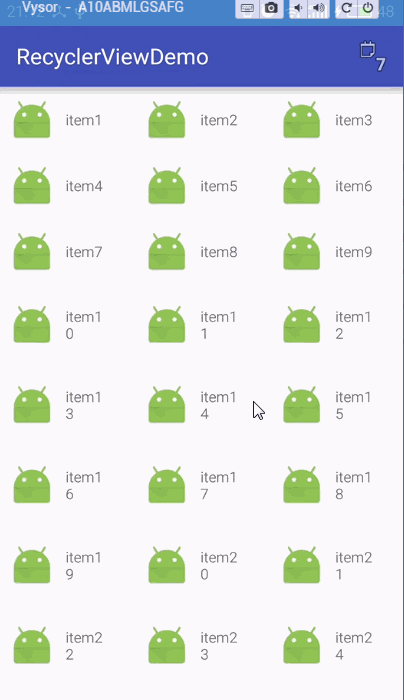 Vysor - A10ABMLGSAFG
RecyclerViewDemo
7
item1 item2 item3
item4 item5 item6
item7 item8 item9
item1 item1 item1
0 1 2
item1 item1 item1
3 4 5
item1 item1 item1
6 7 8
item1 item2 item2
9 0 1
item2 item2 item2
2 3 4